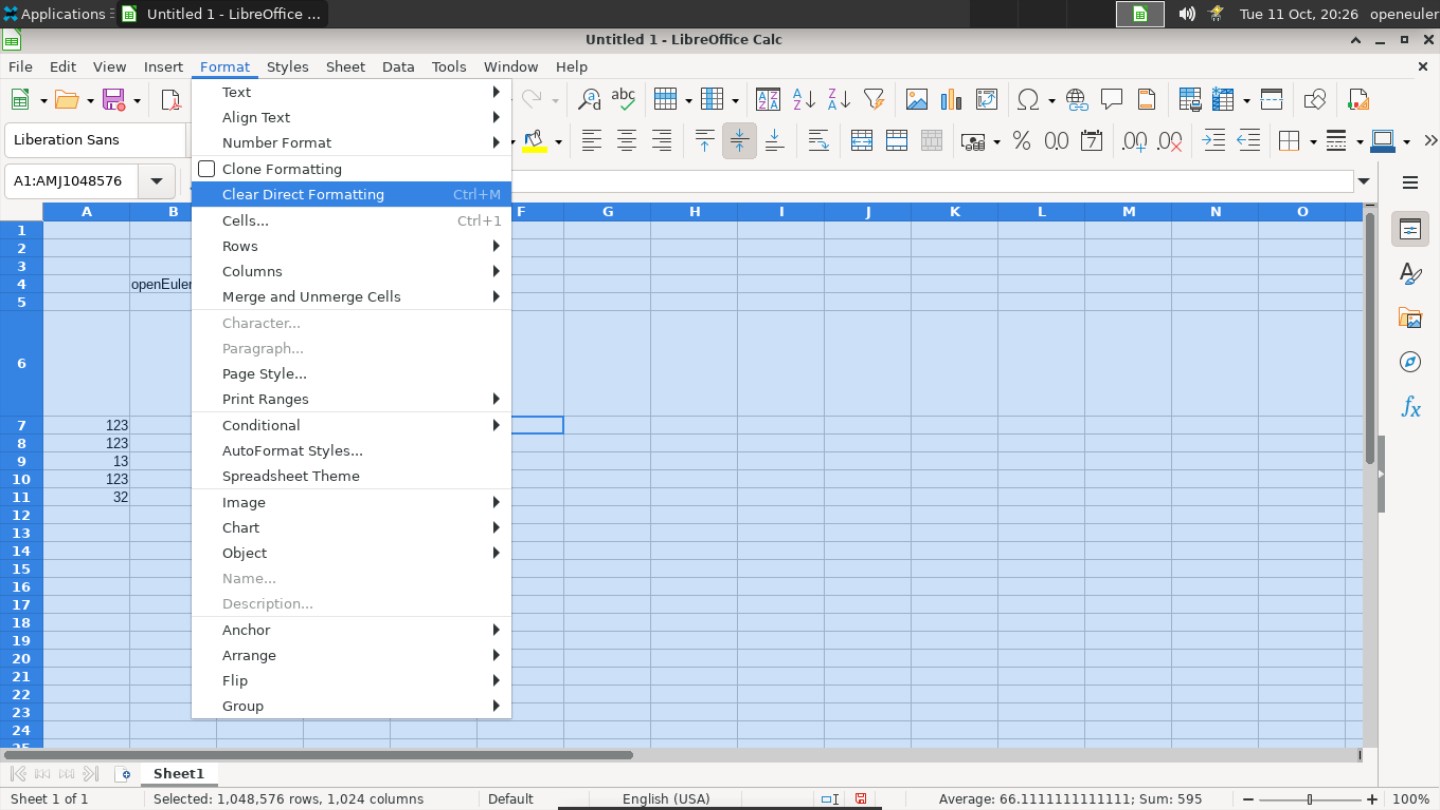 Applications
Untitled 1 - LibreOffice ...
Tue 11 Oct, 20:26
openeuler
Untitled 1 - LibreOffice Calc
File Edit View Insert Format Styles Sheet Data Tools Window Help
Liberation Sans
A1:AMJ1048576
A B F G H I J K L M N O
1
2
3
4 openEuler
5
6
7 123
8 123
9 13
10 123
11 32
12
13
14
15
16
17
18
19
20
21
22
23
24
25
Text
Align Text
Number Format
Clone Formatting
Clear Direct Formatting Ctrl+M
Cells... Ctrl+1
Rows
Columns
Merge and Unmerge Cells
Character...
Paragraph...
Page Style...
Print Ranges
Conditional
AutoFormat Styles...
Spreadsheet Theme
Image
Chart
Object
Name...
Description...
Anchor
Arrange
Flip
Group
Sheet1
Sheet 1 of 1
Selected: 1,048,576 rows, 1,024 columns
Default
English (USA)
Average: 66.1111111111111; Sum: 595
100%